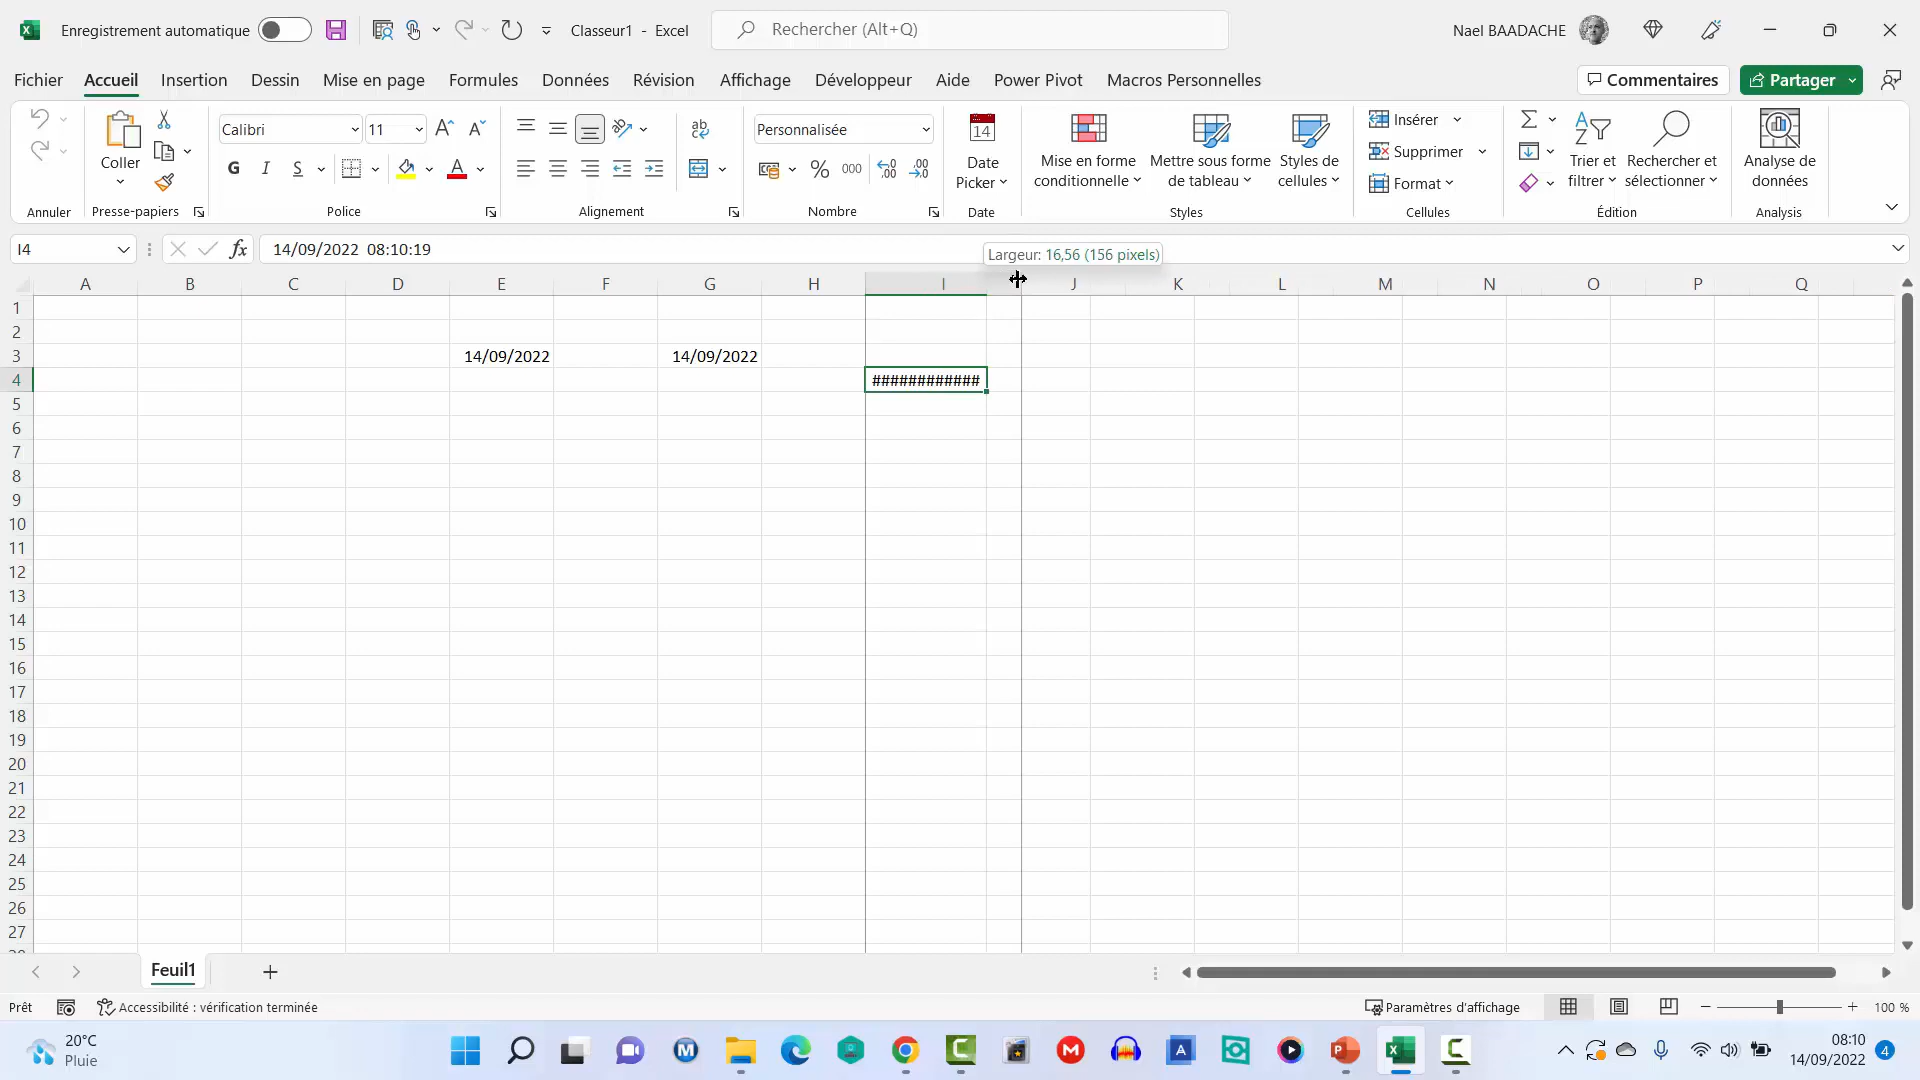 Enregistrement automatique
Classeur1 - Excel
Rechercher (Alt+Q)
Nael BAADACHE
Fichier Accueil Insertion Dessin Mise en page Formules Données Révision Affichage Développeur Aide Power Pivot Macros Personnelles
Commentaires
Partager
Coller
Calibri
11
G I S
ab
Personnalisée
% 000
14
Date
Picker
Mise en forme
conditionnelle
Mettre sous forme
de tableau
Styles de
cellules
Insérer
Supprimer
Format
Trier et
filtrer
Rechercher et
sélectionner
Analyse de
données
Annuler Presse-papiers Police Alignement Nombre Date Styles Cellules Édition Analysis
I4
fx
14/09/2022 08:10:19
Largeur: 16,56 (156 pixels)
A B C D E F G H I J K L M N O P Q
1
2
3 14/09/2022 14/09/2022
4 ############
5
6
7
8
9
10
11
12
13
14
15
16
17
18
19
20
21
22
23
24
25
26
27
Feuil1
Prêt
Accessibilité : vérification terminée
Paramètres d'affichage
100 %
20°C
Pluie
08:10
14/09/2022
4